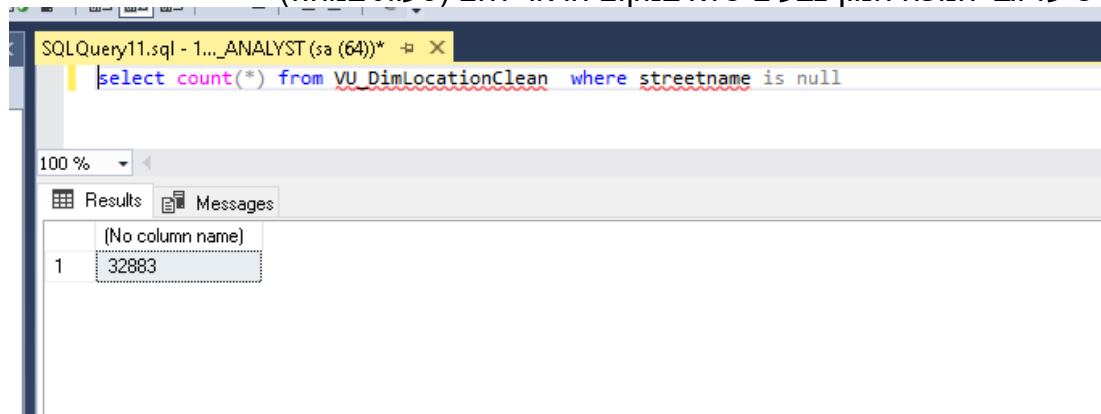 SQLQuery11.sql - 1..._ANALYST (sa (64))*
select count(*) from VU_DimLocationClean where streetname is null
100 %
Results Messages
(No column name)
1 32883